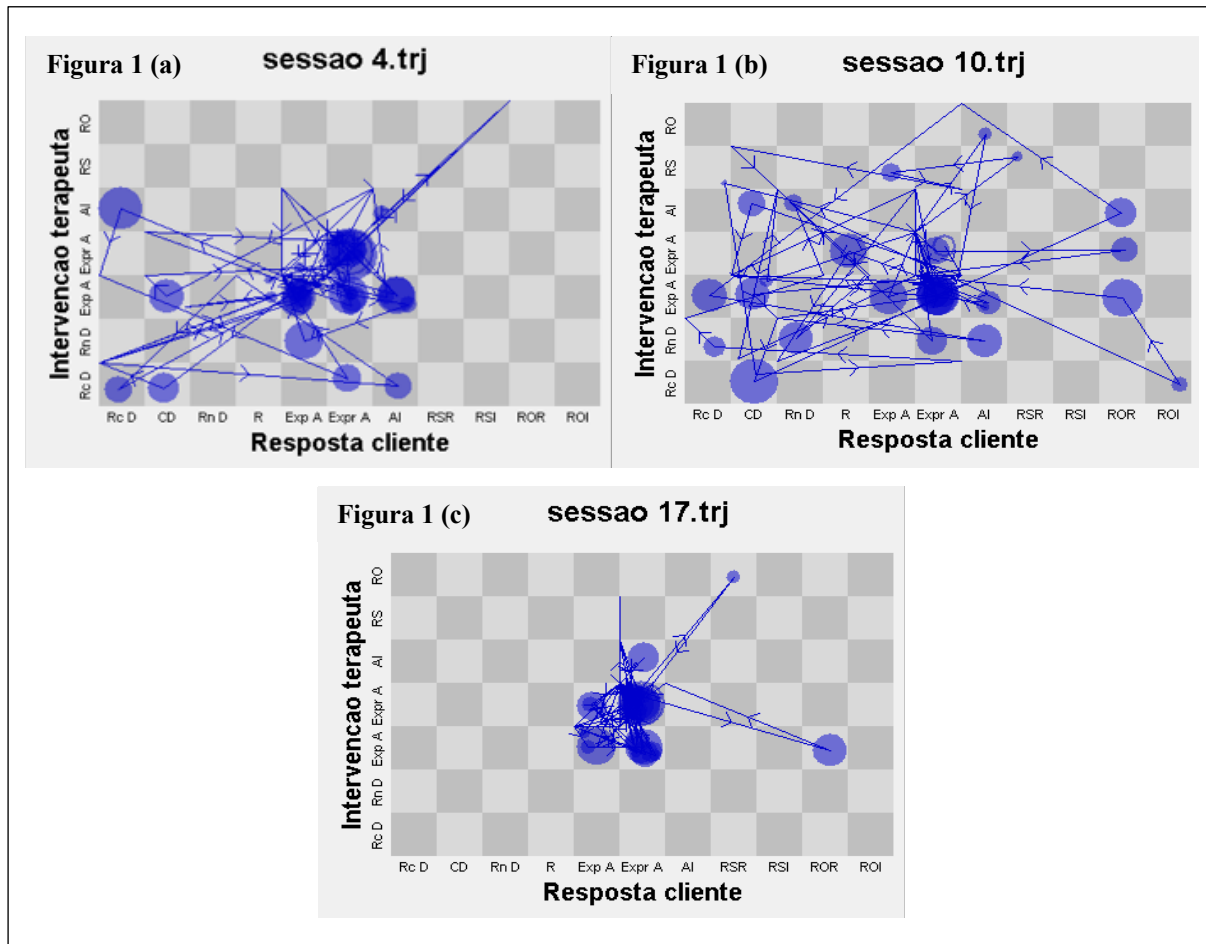 Figura 1 (a)
sessao 4.trj
Intervencao terapeuta
RO
RS
AI
Expr A
Exp A
Rn D
Rc D
Rc D CD Rn D R Exp A Expr A AI RSR RSI ROR ROI
Resposta cliente
Figura 1 (b)
sessao 10.trj
Intervencao terapeuta
RO
RS
AI
Expr A
Exp A
Rn D
Rc D
Rc D CD Rn D R Exp A Expr A AI RSR RSI ROR ROI
Resposta cliente
Figura 1 (c)
sessao 17.trj
Intervencao terapeuta
RO
RS
AI
Expr A
Exp A
Rn D
Rc D
Rc D CD Rn D R Exp A Expr A AI RSR RSI ROR ROI
Resposta cliente